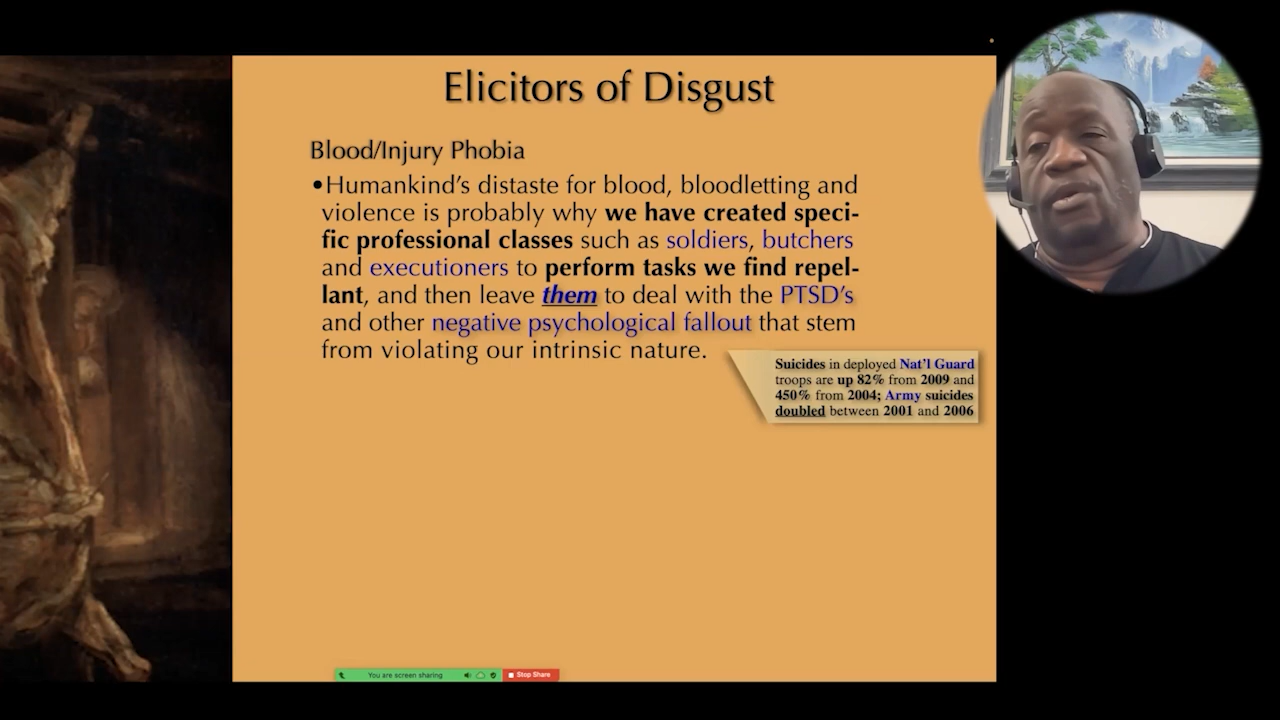 Elicitors of Disgust
Blood/Injury Phobia
•Humankind's distaste for blood, bloodletting and
violence is probably why we have created speci-
fic professional classes such as soldiers, butchers
and executioners to perform tasks we find repel-
lant, and then leave them to deal with the PTSD's
and other negative psychological fallout that stem
from violating our intrinsic nature.
Suicides in deployed Nat'l Guard
troops are up 82% from 2009 and
450% from 2004; Army suicides
doubled between 2001 and 2006
You are screen sharing
Stop Share